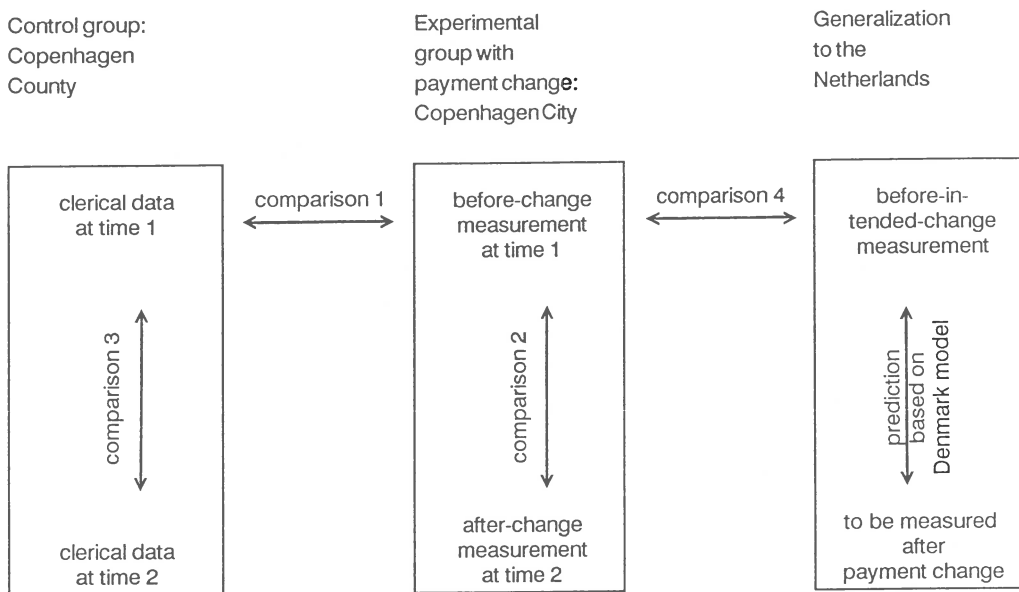 Control group:
Copenhagen
County
Experimental
group with
payment change:
Copenhagen City
Generalization
to the
Netherlands
clerical data
at time 1
comparison 1
before-change
measurement
at time 1
comparison 4
before-in-
tended-change
measurement
comparison 3
comparison 2
prediction
based on
Denmark model
clerical data
at time 2
after-change
measurement
at time 2
to be measured
after
payment change